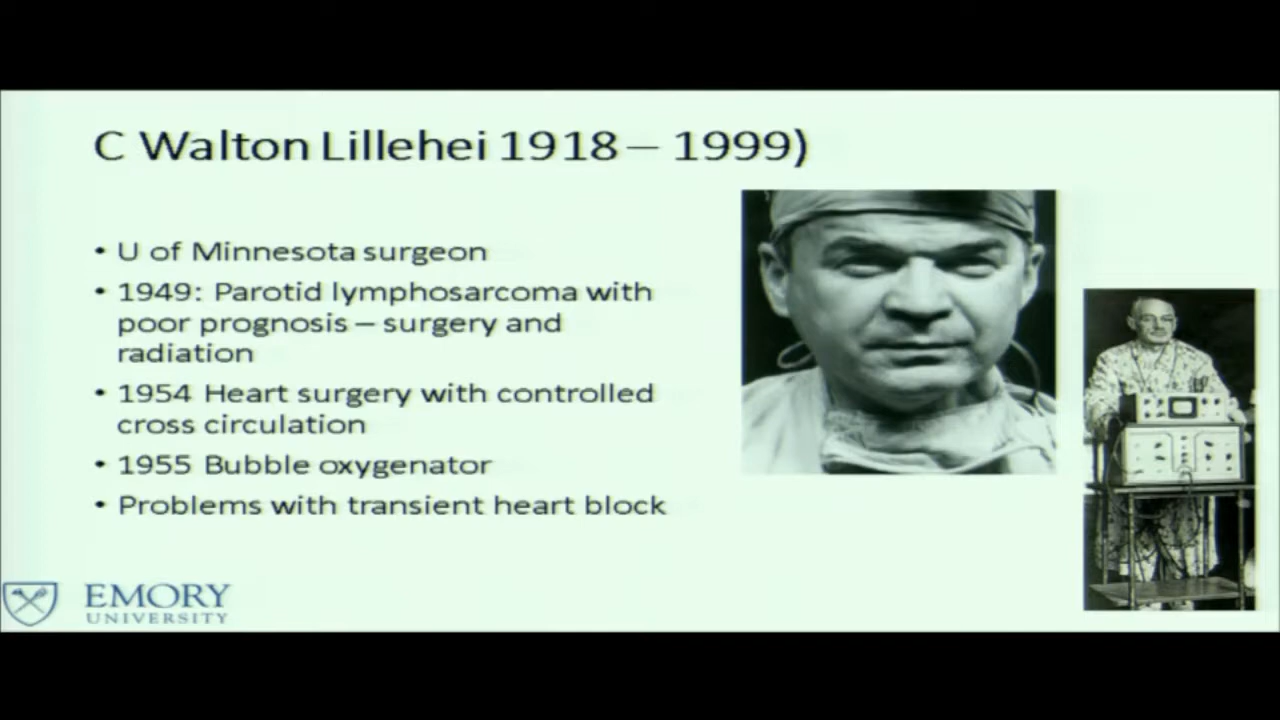 C Walton Lillehei 1918 – 1999)
• U of Minnesota surgeon
• 1949: Parotid lymphosarcoma with
poor prognosis – surgery and
radiation
• 1954 Heart surgery with controlled
cross circulation
• 1955 Bubble oxygenator
• Problems with transient heart block
EMORY
UNIVERSITY